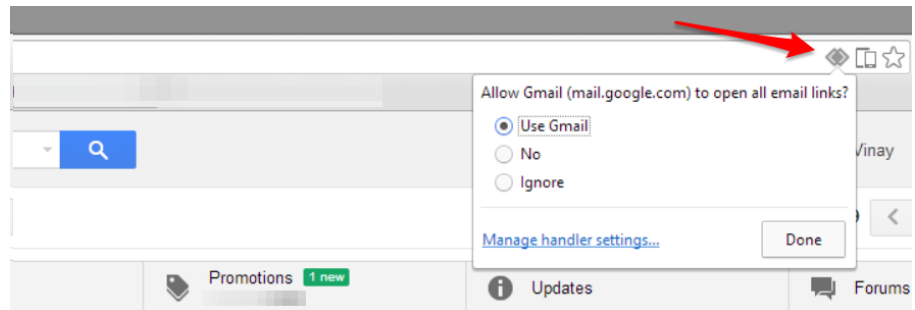 Allow Gmail (mail.google.com) to open all email links?
Use Gmail
No
Ignore
Vinay
Manage handler settings...
Done
Promotions 1 new
Updates
Forums